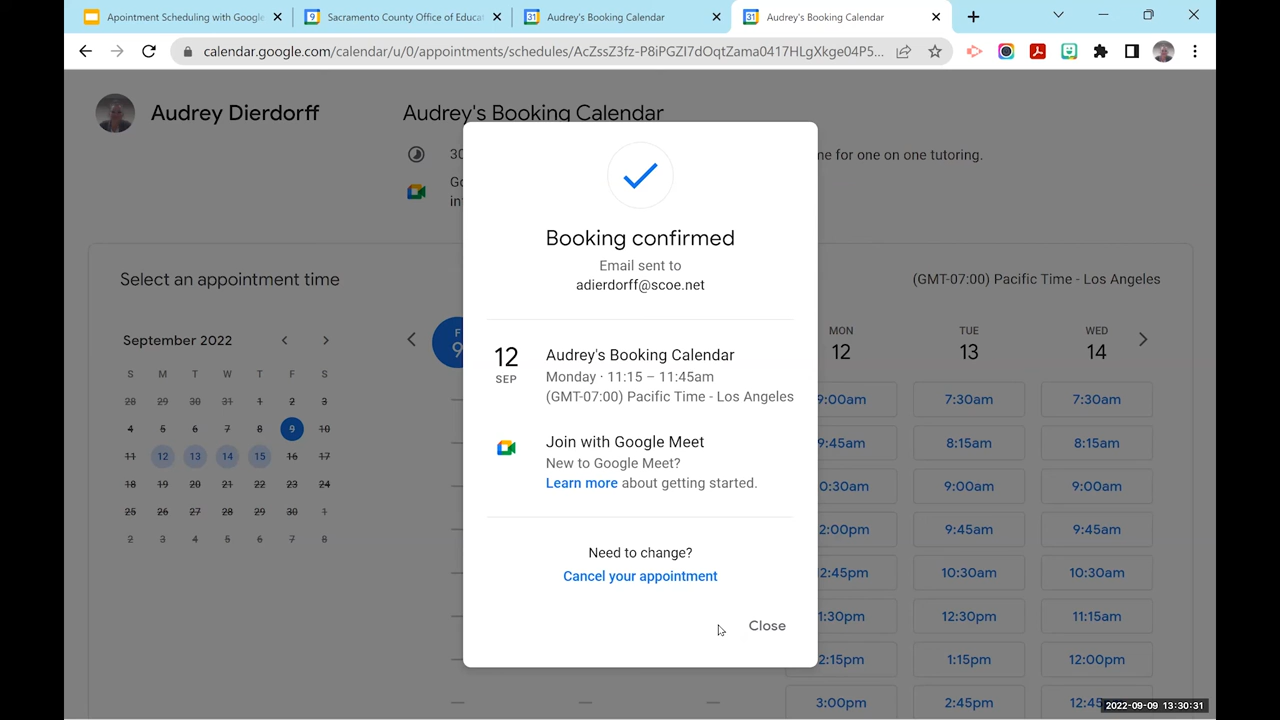 Apointment Scheduling with Google
Sacramento County Office of Educat
Audrey's Booking Calendar
Audrey's Booking Calendar
calendar.google.com/calendar/u/0/appointments/schedules/AcZssZ3fz-P8iPGZI7dOqtZama0417HLgXkge04P5...
Audrey Dierdorff
Audrey's Booking Calendar
30
me for one on one tutoring.
Go
in
Select an appointment time
(GMT-07:00) Pacific Time - Los Angeles
September 2022
S M T W T F S
28 29 30 31 1 2 3
4 5 6 7 8 9 10
11 12 13 14 15 16 17
18 19 20 21 22 23 24
25 26 27 28 29 30 1
2 3 4 5 6 7 8
F
9
Booking confirmed
Email sent to
adierdorff@scoe.net
12
SEP
Audrey's Booking Calendar
Monday · 11:15 – 11:45am
(GMT-07:00) Pacific Time - Los Angeles
Join with Google Meet
New to Google Meet?
Learn more about getting started.
Need to change?
Cancel your appointment
Close
MON TUE WED
12 13 14
9:00am 7:30am 7:30am
9:45am 8:15am 8:15am
0:30am 9:00am 9:00am
2:00pm 9:45am 9:45am
2:45pm 10:30am 10:30am
1:30pm 12:30pm 11:15am
2:15pm 1:15pm 12:00pm
3:00pm 2:45pm 12:45
2022-09-09 13:30:31